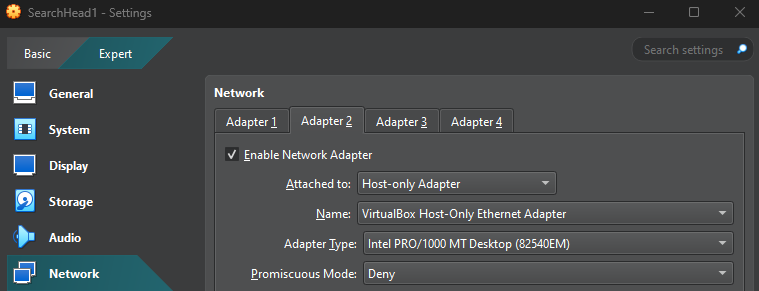 SearchHead1 - Settings
Basic
Expert
Search settings
General
System
Display
Storage
Audio
Network
Network
Adapter 1
Adapter 2
Adapter 3
Adapter 4
Enable Network Adapter
Attached to: Host-only Adapter
Name: VirtualBox Host-Only Ethernet Adapter
Adapter Type: Intel PRO/1000 MT Desktop (82540EM)
Promiscuous Mode: Deny